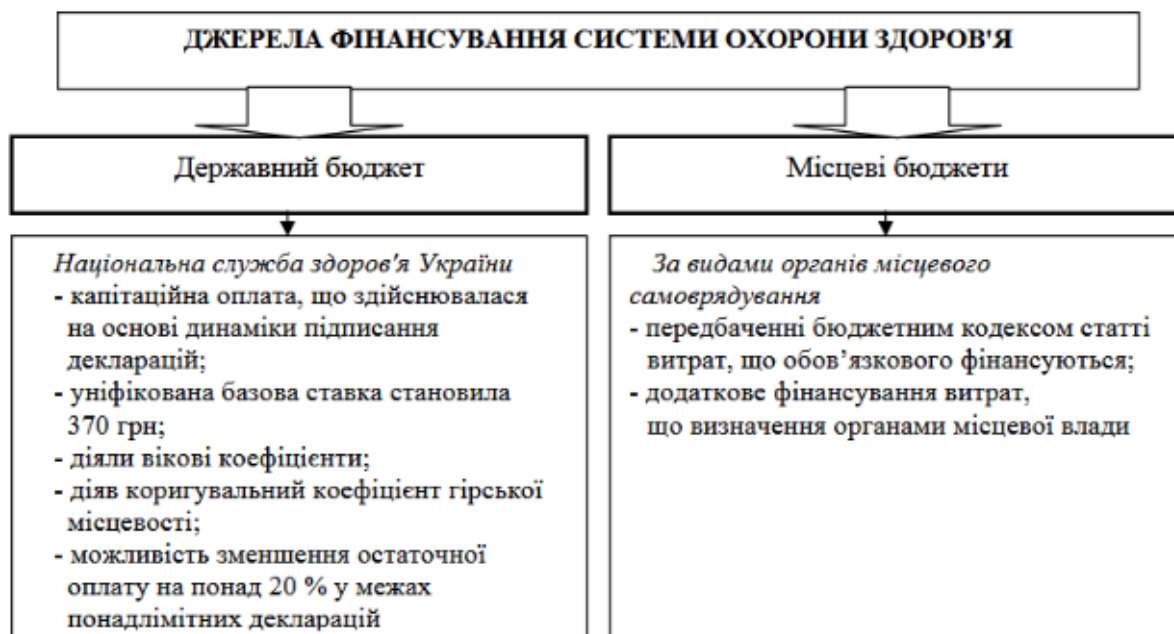 ДЖЕРЕЛА ФІНАНСУВАННЯ СИСТЕМИ ОХОРОНИ ЗДОРОВ'Я
Державний бюджет
Місцеві бюджети
Національна служба здоров'я України
- капітаційна оплата, що здійснювалася
на основі динаміки підписання
декларацій;
- уніфікована базова ставка становила
370 грн;
- діяли вікові коефіцієнти;
- діяв коригувальний коефіцієнт гірської
місцевості;
- можливість зменшення остаточної
оплату на понад 20 % у межах
понадлімітних декларацій
За видами органів місцевого
самоврядування
- передбаченні бюджетним кодексом статті
витрат, що обов’язкового фінансуються;
- додаткове фінансування витрат,
що визначення органами місцевої влади